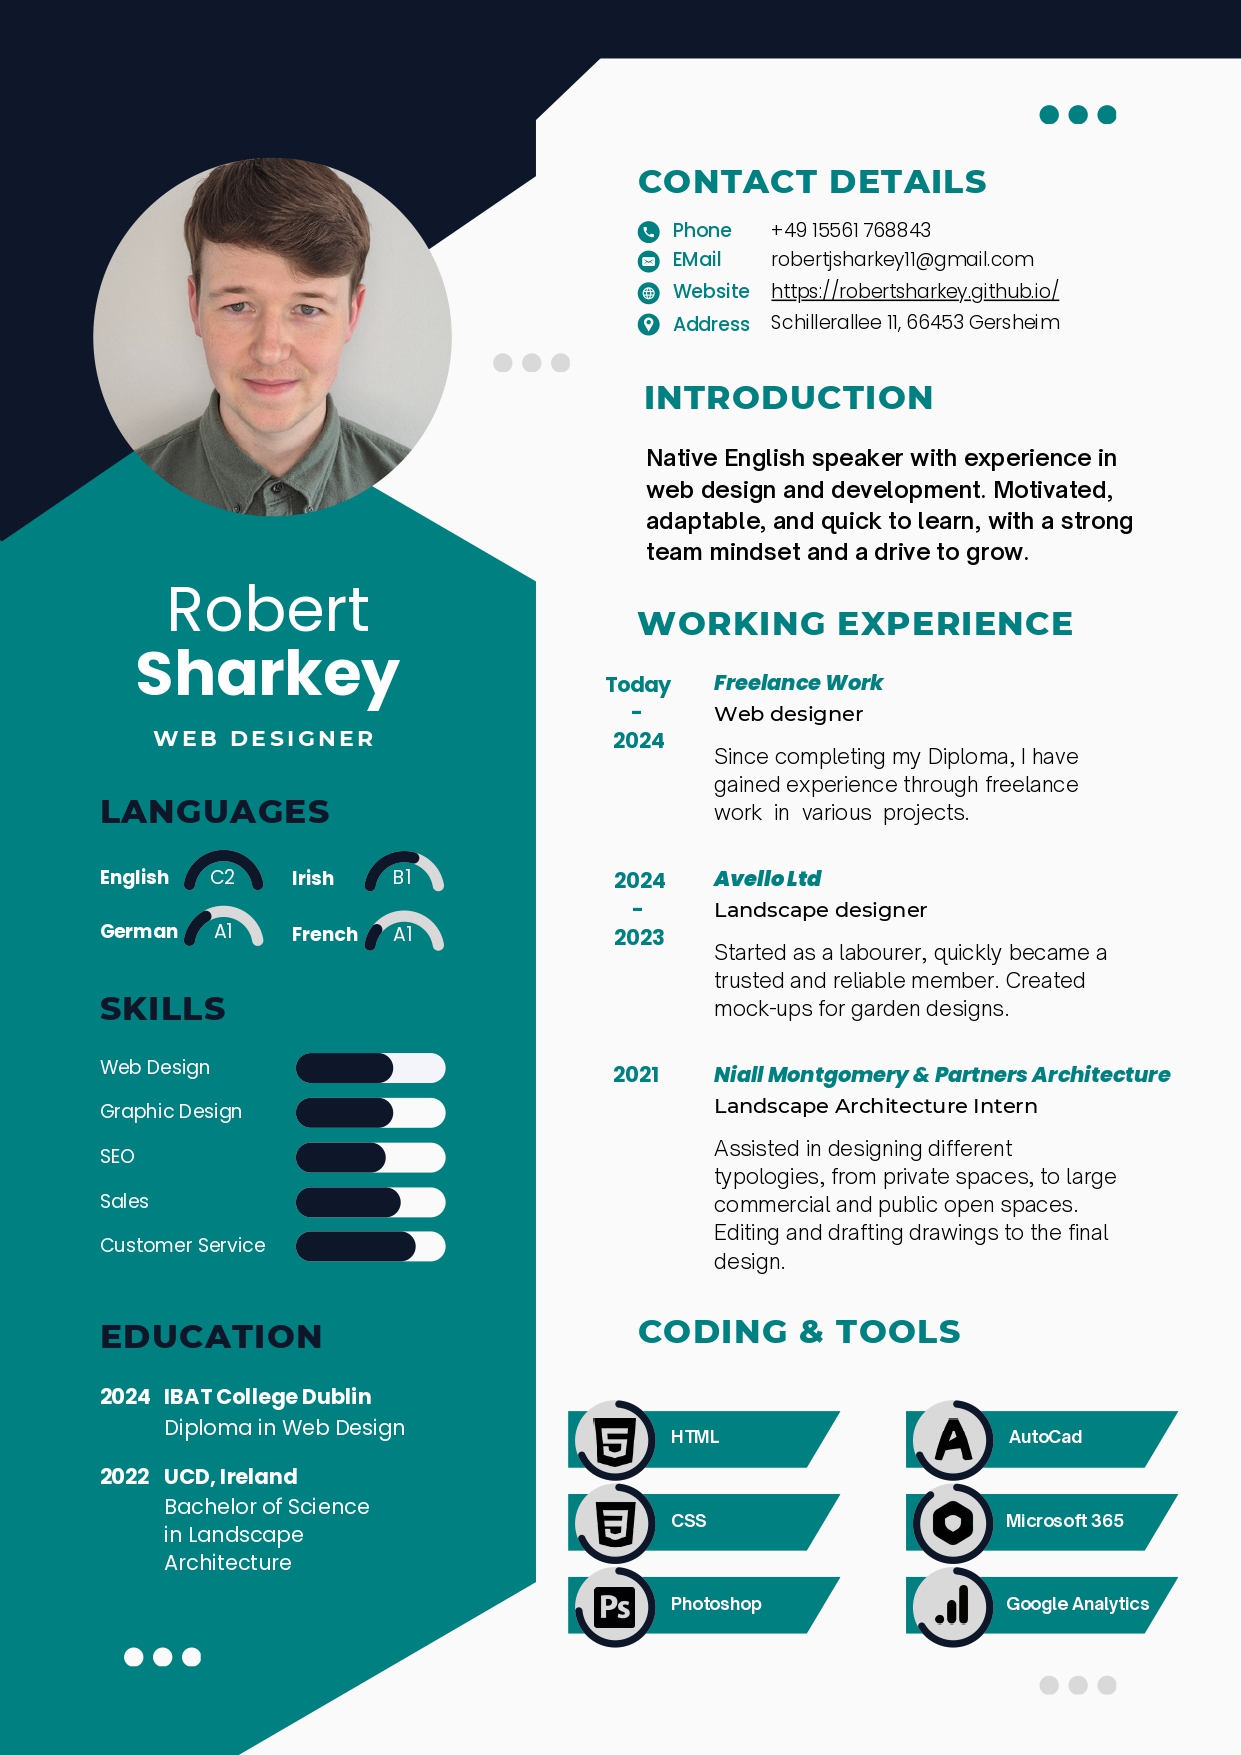 Robert
Sharkey
WEB DESIGNER
LANGUAGES
English C2 Irish B1
German A1 French A1
SKILLS
Web Design
Graphic Design
SEO
Sales
Customer Service
EDUCATION
2024 IBAT College Dublin
Diploma in Web Design
2022 UCD, Ireland
Bachelor of Science
in Landscape
Architecture
CONTACT DETAILS
Phone +49 15561 768843
EMail robertjsharkey11@gmail.com
Website https://robertsharkey.github.io/
Address Schillerallee 11, 66453 Gersheim
INTRODUCTION
Native English speaker with experience in
web design and development. Motivated,
adaptable, and quick to learn, with a strong
team mindset and a drive to grow.
WORKING EXPERIENCE
Today
-
2024
Freelance Work
Web designer
Since completing my Diploma, I have
gained experience through freelance
work in various projects.
2024
-
2023
Avello Ltd
Landscape designer
Started as a labourer, quickly became a
trusted and reliable member. Created
mock-ups for garden designs.
2021
Niall Montgomery & Partners Architecture
Landscape Architecture Intern
Assisted in designing different
typologies, from private spaces, to large
commercial and public open spaces.
Editing and drafting drawings to the final
design.
CODING & TOOLS
5 HTML
A AutoCad
3 CSS
Microsoft 365
Ps Photoshop
Google Analytics